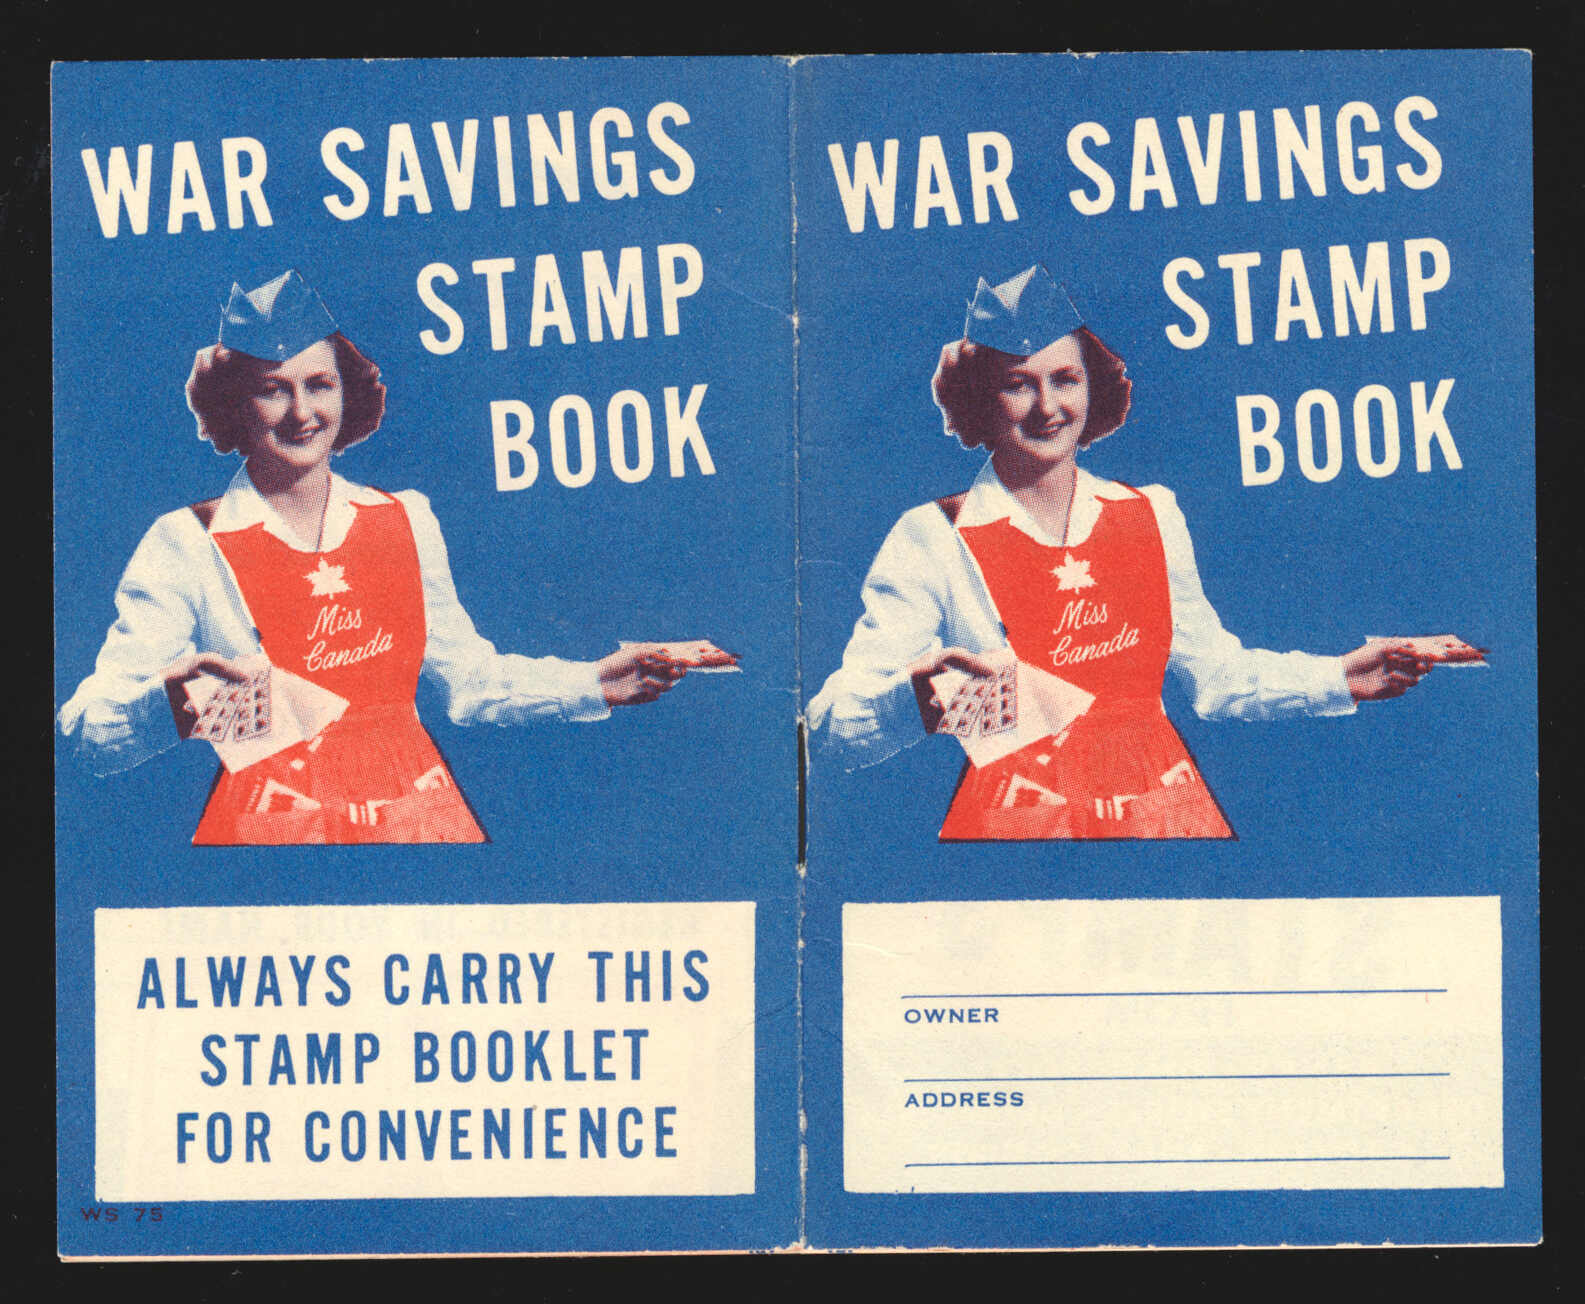 WAR SAVINGS
STAMP
BOOK
Miss
Canada
ALWAYS CARRY THIS
STAMP BOOKLET
FOR CONVENIENCE
WS 75
WAR SAVINGS
STAMP
BOOK
Miss
Canada
OWNER
ADDRESS